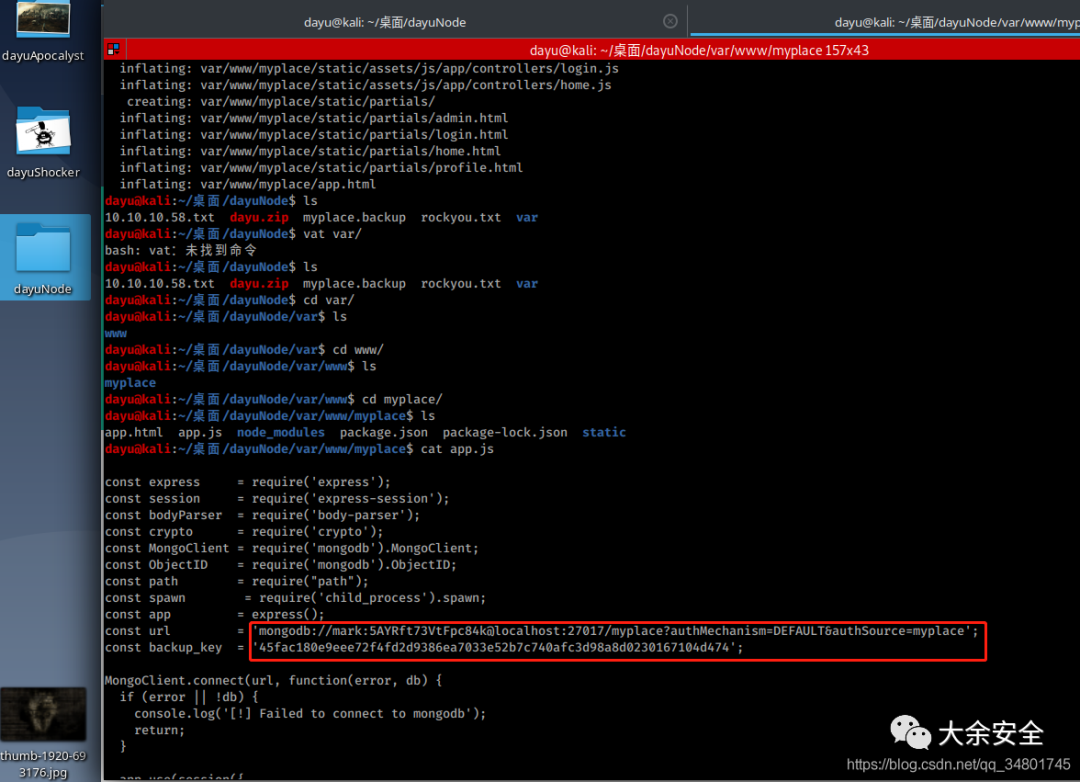 dayuApocalyst
dayuShocker
dayuNode
thumb-1920-69
3176.jpg
dayu@kali: ~/桌面/dayuNode
dayu@kali: ~/桌面/dayuNode/var/www/myp
dayu@kali: ~/桌面/dayuNode/var/www/myplace 157x43
inflating: var/www/myplace/static/assets/js/app/controllers/login.js
inflating: var/www/myplace/static/assets/js/app/controllers/home.js
creating: var/www/myplace/static/partials/
inflating: var/www/myplace/static/partials/admin.html
inflating: var/www/myplace/static/partials/login.html
inflating: var/www/myplace/static/partials/home.html
inflating: var/www/myplace/static/partials/profile.html
inflating: var/www/myplace/app.html
dayu@kali:~/桌面/dayuNode$ ls
10.10.10.58.txt dayu.zip myplace.backup rockyou.txt var
dayu@kali:~/桌面/dayuNode$ vat var/
bash: vat: 未找到命令
dayu@kali:~/桌面/dayuNode$ ls
10.10.10.58.txt dayu.zip myplace.backup rockyou.txt var
dayu@kali:~/桌面/dayuNode$ cd var/
dayu@kali:~/桌面/dayuNode/var$ ls
www
dayu@kali:~/桌面/dayuNode/var$ cd www/
dayu@kali:~/桌面/dayuNode/var/www$ ls
myplace
dayu@kali:~/桌面/dayuNode/var/www$ cd myplace/
dayu@kali:~/桌面/dayuNode/var/www/myplace$ ls
app.html app.js node_modules package.json package-lock.json static
dayu@kali:~/桌面/dayuNode/var/www/myplace$ cat app.js
const express = require('express');
const session = require('express-session');
const bodyParser = require('body-parser');
const crypto = require('crypto');
const MongoClient = require('mongodb').MongoClient;
const ObjectID = require('mongodb').ObjectID;
const path = require("path");
const spawn = require('child_process').spawn;
const app = express();
const url = 'mongodb://mark:5AYRft73VtFpc84k@localhost:27017/myplace?authMechanism=DEFAULT&authSource=myplace';
const backup_key = '45fac180e9eee72f4fd2d9386ea7033e52b7c740afc3d98a8d0230167104d474';
MongoClient.connect(url, function(error, db) {
if (error || !db) {
console.log('[!] Failed to connect to mongodb');
return;
}
app.use(session({
大余安全
https://blog.csdn.net/qq_34801745